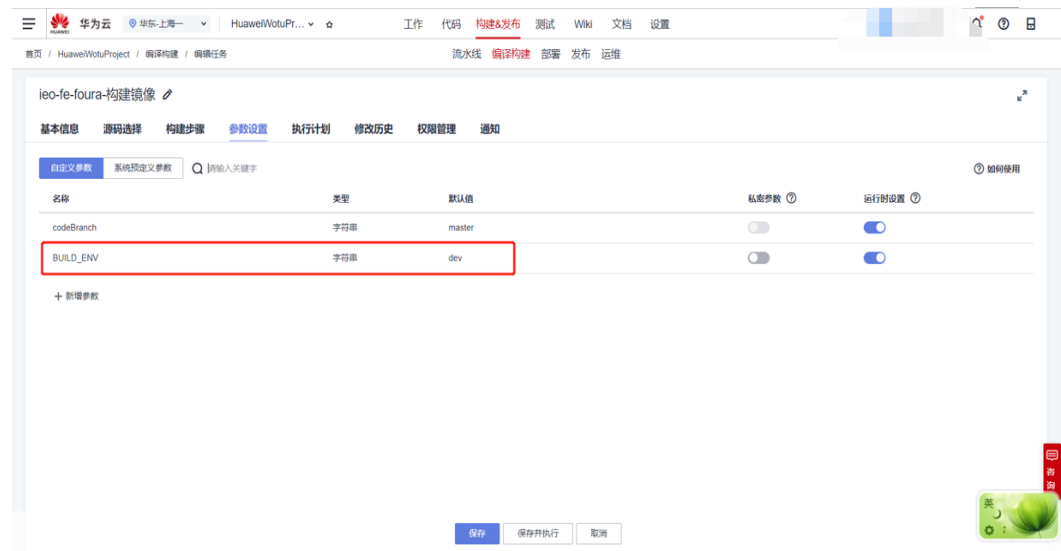 HUAWEI 华为云 华东-上海一 HuaweiWotuPr... 工作 代码 构建&发布 测试 Wiki 文档 设置
首页 / HuaweiWotuProject / 编译构建 / 编辑任务 流水线 编译构建 部署 发布 运维
ieo-fe-foura-构建镜像
基本信息 源码选择 构建步骤 参数设置 执行计划 修改历史 权限管理 通知
自定义参数 系统预定义参数 请输入关键字 如何使用
名称 类型 默认值 私密参数 运行时设置
codeBranch 字符串 master
BUILD_ENV 字符串 dev
+ 新增参数
咨
询
英
保存 保存并执行 取消